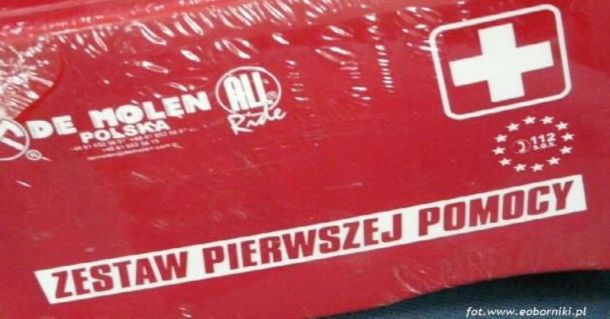 DE MOLEN
POLSKA
ALL
Ride
112
S.O.S.
ZESTAW PIERWSZEJ POMOCY
fot.www.eoborniki.pl